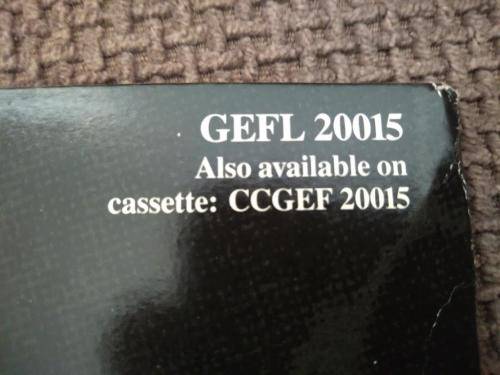 GEFL 20015
Also available on
cassette: CCGEF 20015